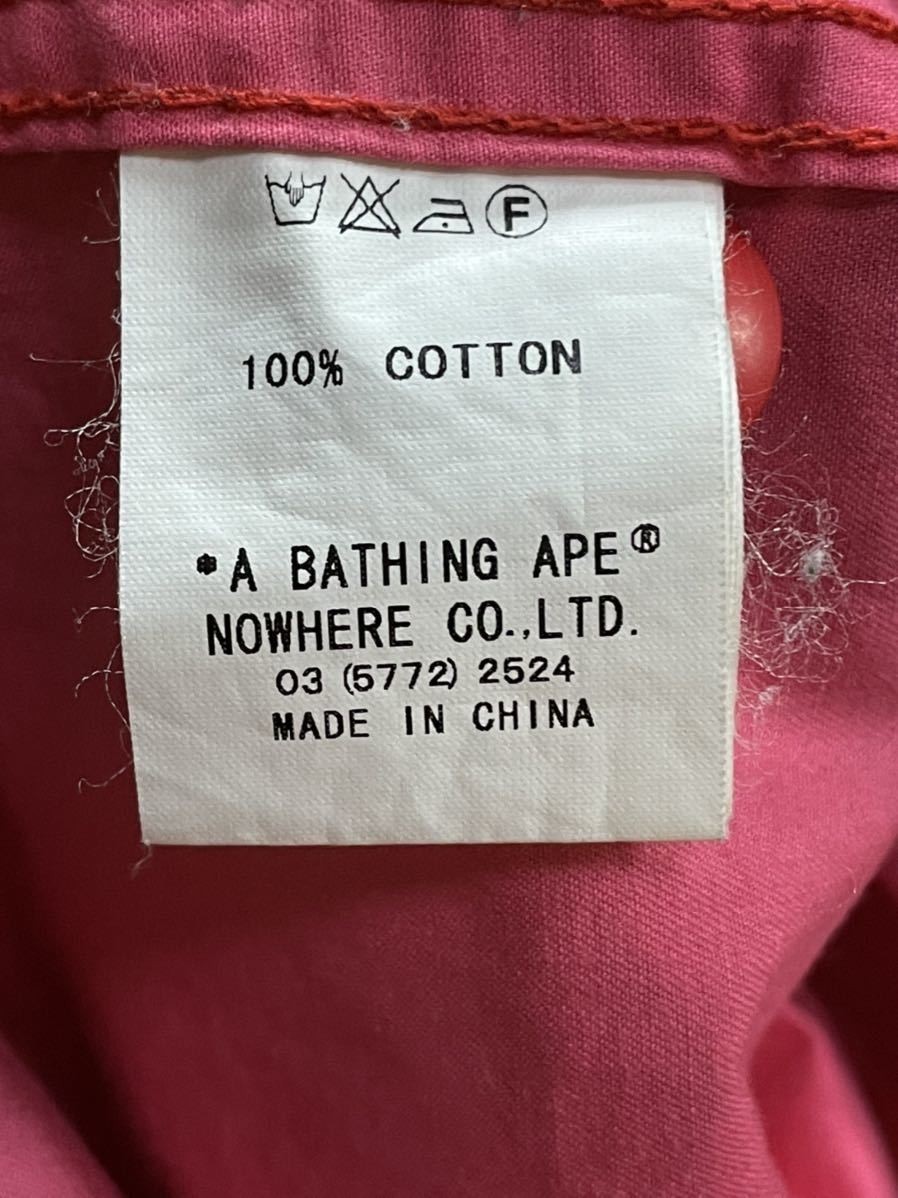 F
100% COTTON
*A BATHING APE®
NOWHERE CO.,LTD.
03 (5772) 2524
MADE IN CHINA